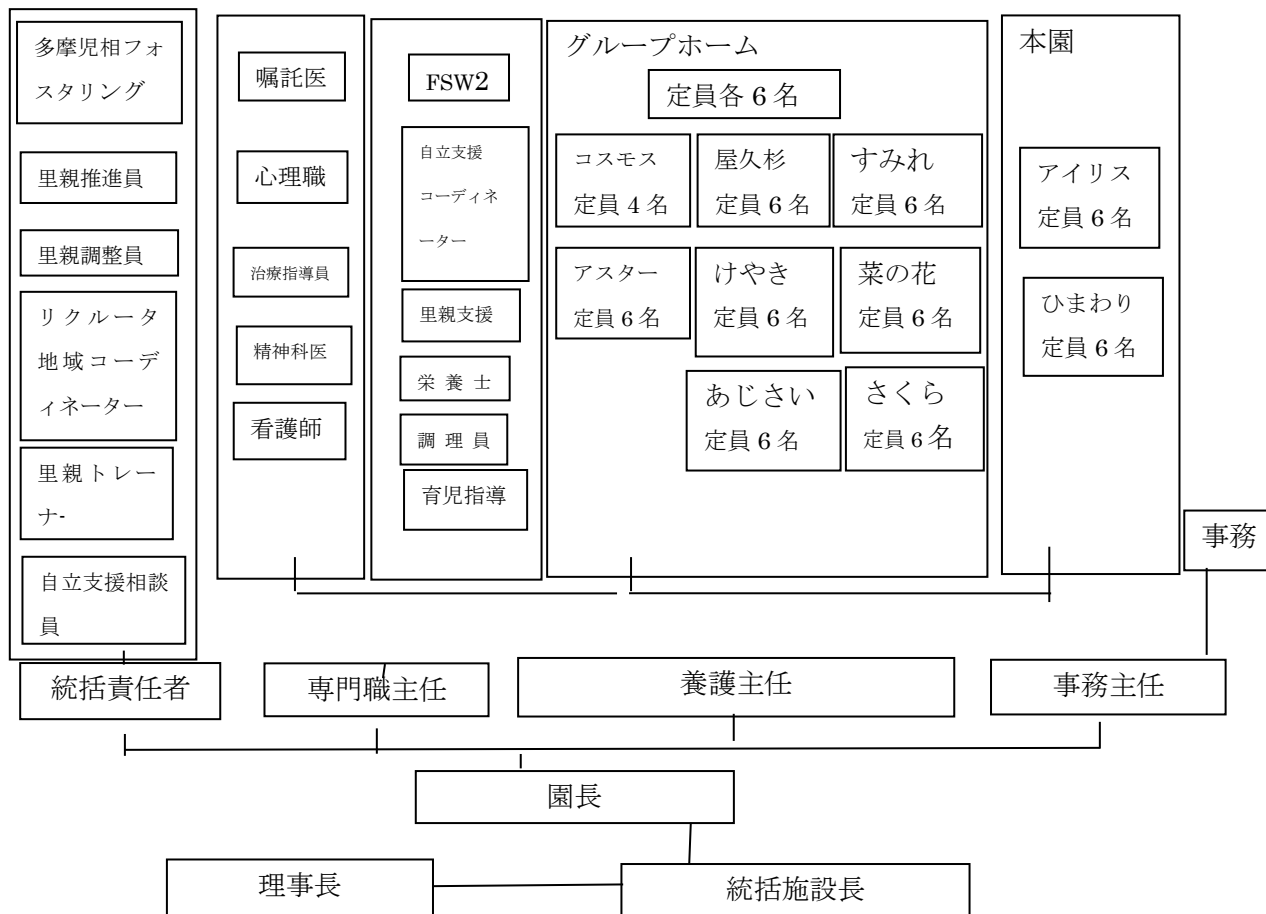 多摩児相フォ
スタリング
里親推進員
里親調整員
リクルータ
地域コーデ
ィネーター
里親トレー
ナ-
自立支援相談
員
嘱託医
心理職
治療指導員
精神科医
看護師
FSW2
自立支援
コーディネ
ーター
里親支援
栄養士
調理員
育児指導
グループホーム
定員各 6 名
コスモス
定員 4 名
屋久杉
定員 6 名
すみれ
定員 6 名
アスター
定員 6 名
けやき
定員 6 名
菜の花
定員 6 名
あじさい
定員 6 名
さくら
定員 6 名
本園
アイリス
定員 6 名
ひまわり
定員 6 名
事務
統括責任者
専門職主任
養護主任
事務主任
園長
理事長
統括施設長